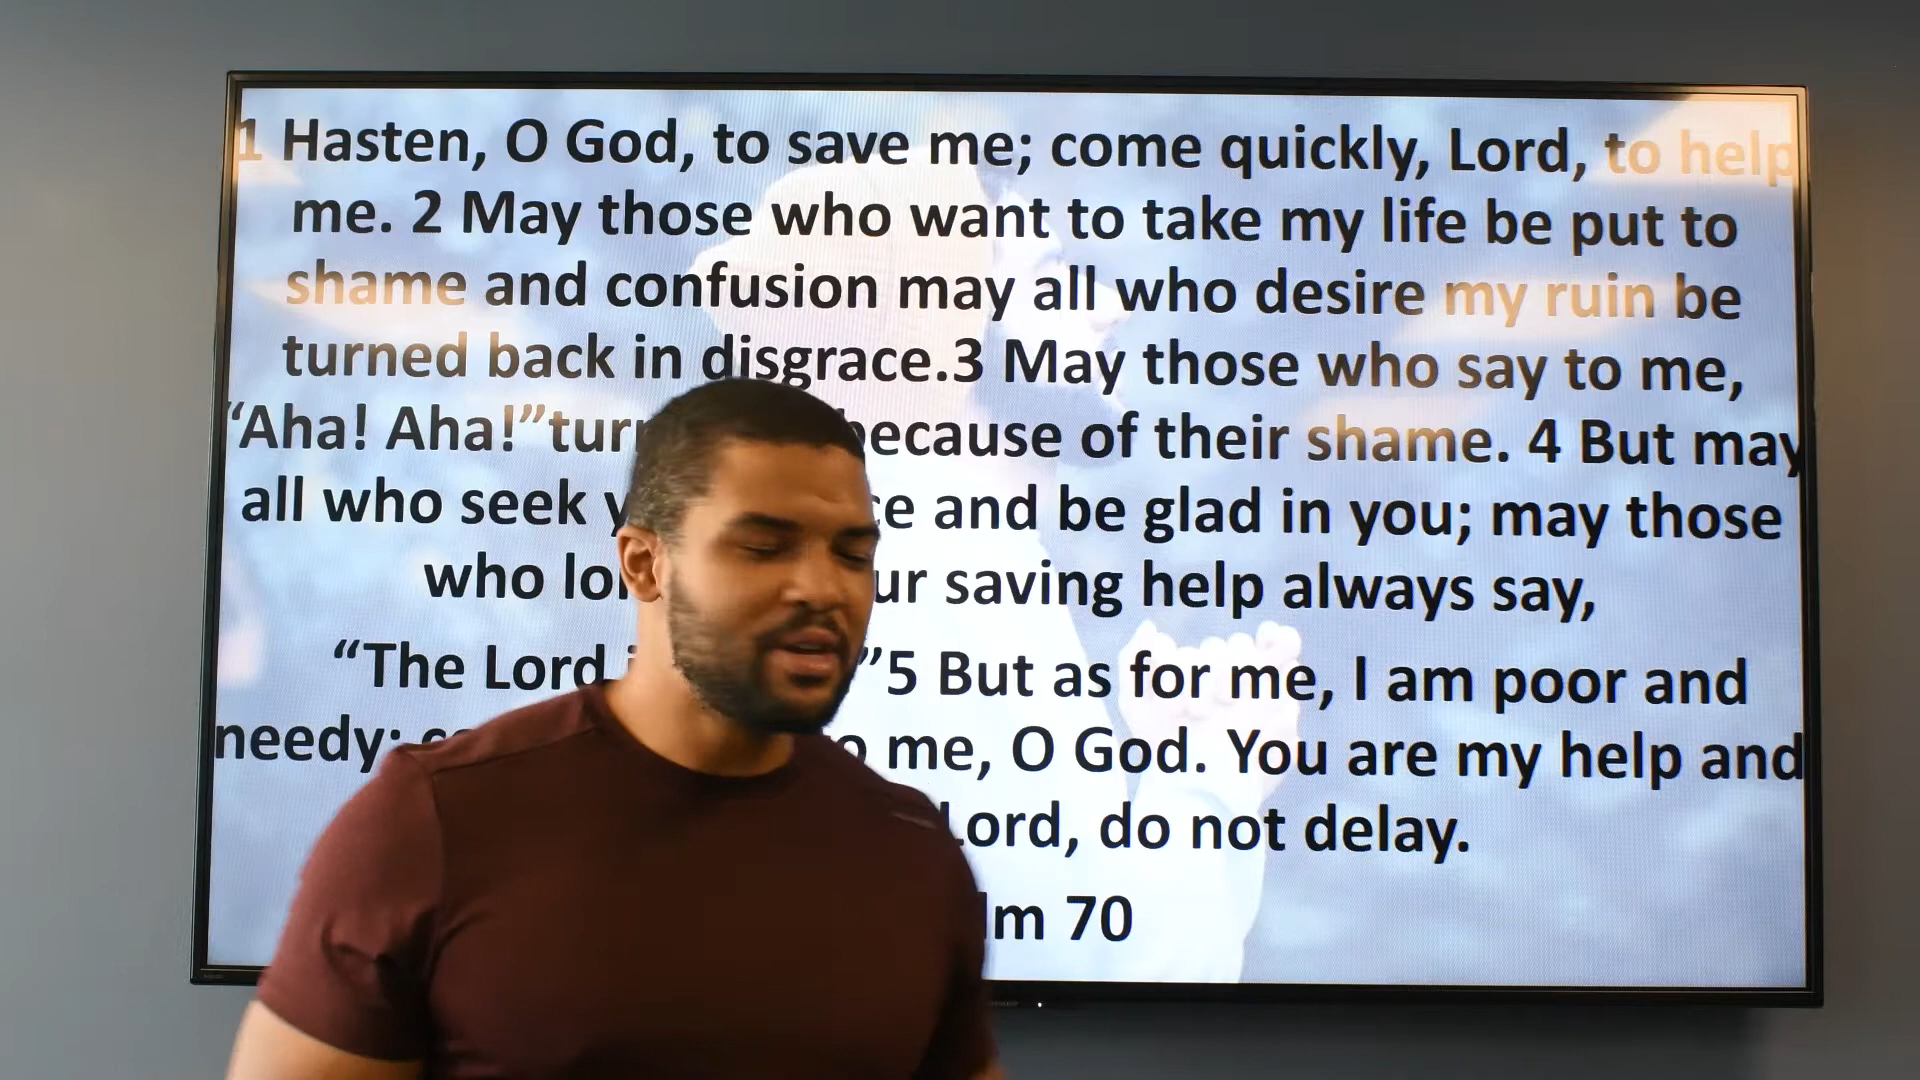 1 Hasten, O God, to save me; come quickly, Lord, to help
me. 2 May those who want to take my life be put to
shame and confusion may all who desire my ruin be
turned back in disgrace.3 May those who say to me,
“Aha! Aha!” because of their shame. 4 But may
all who seek and be glad in you; may those
who saving help always say,
“The Lord ”5 But as for me, I am poor and
needy; me, O God. You are my help and
Lord, do not delay.
70